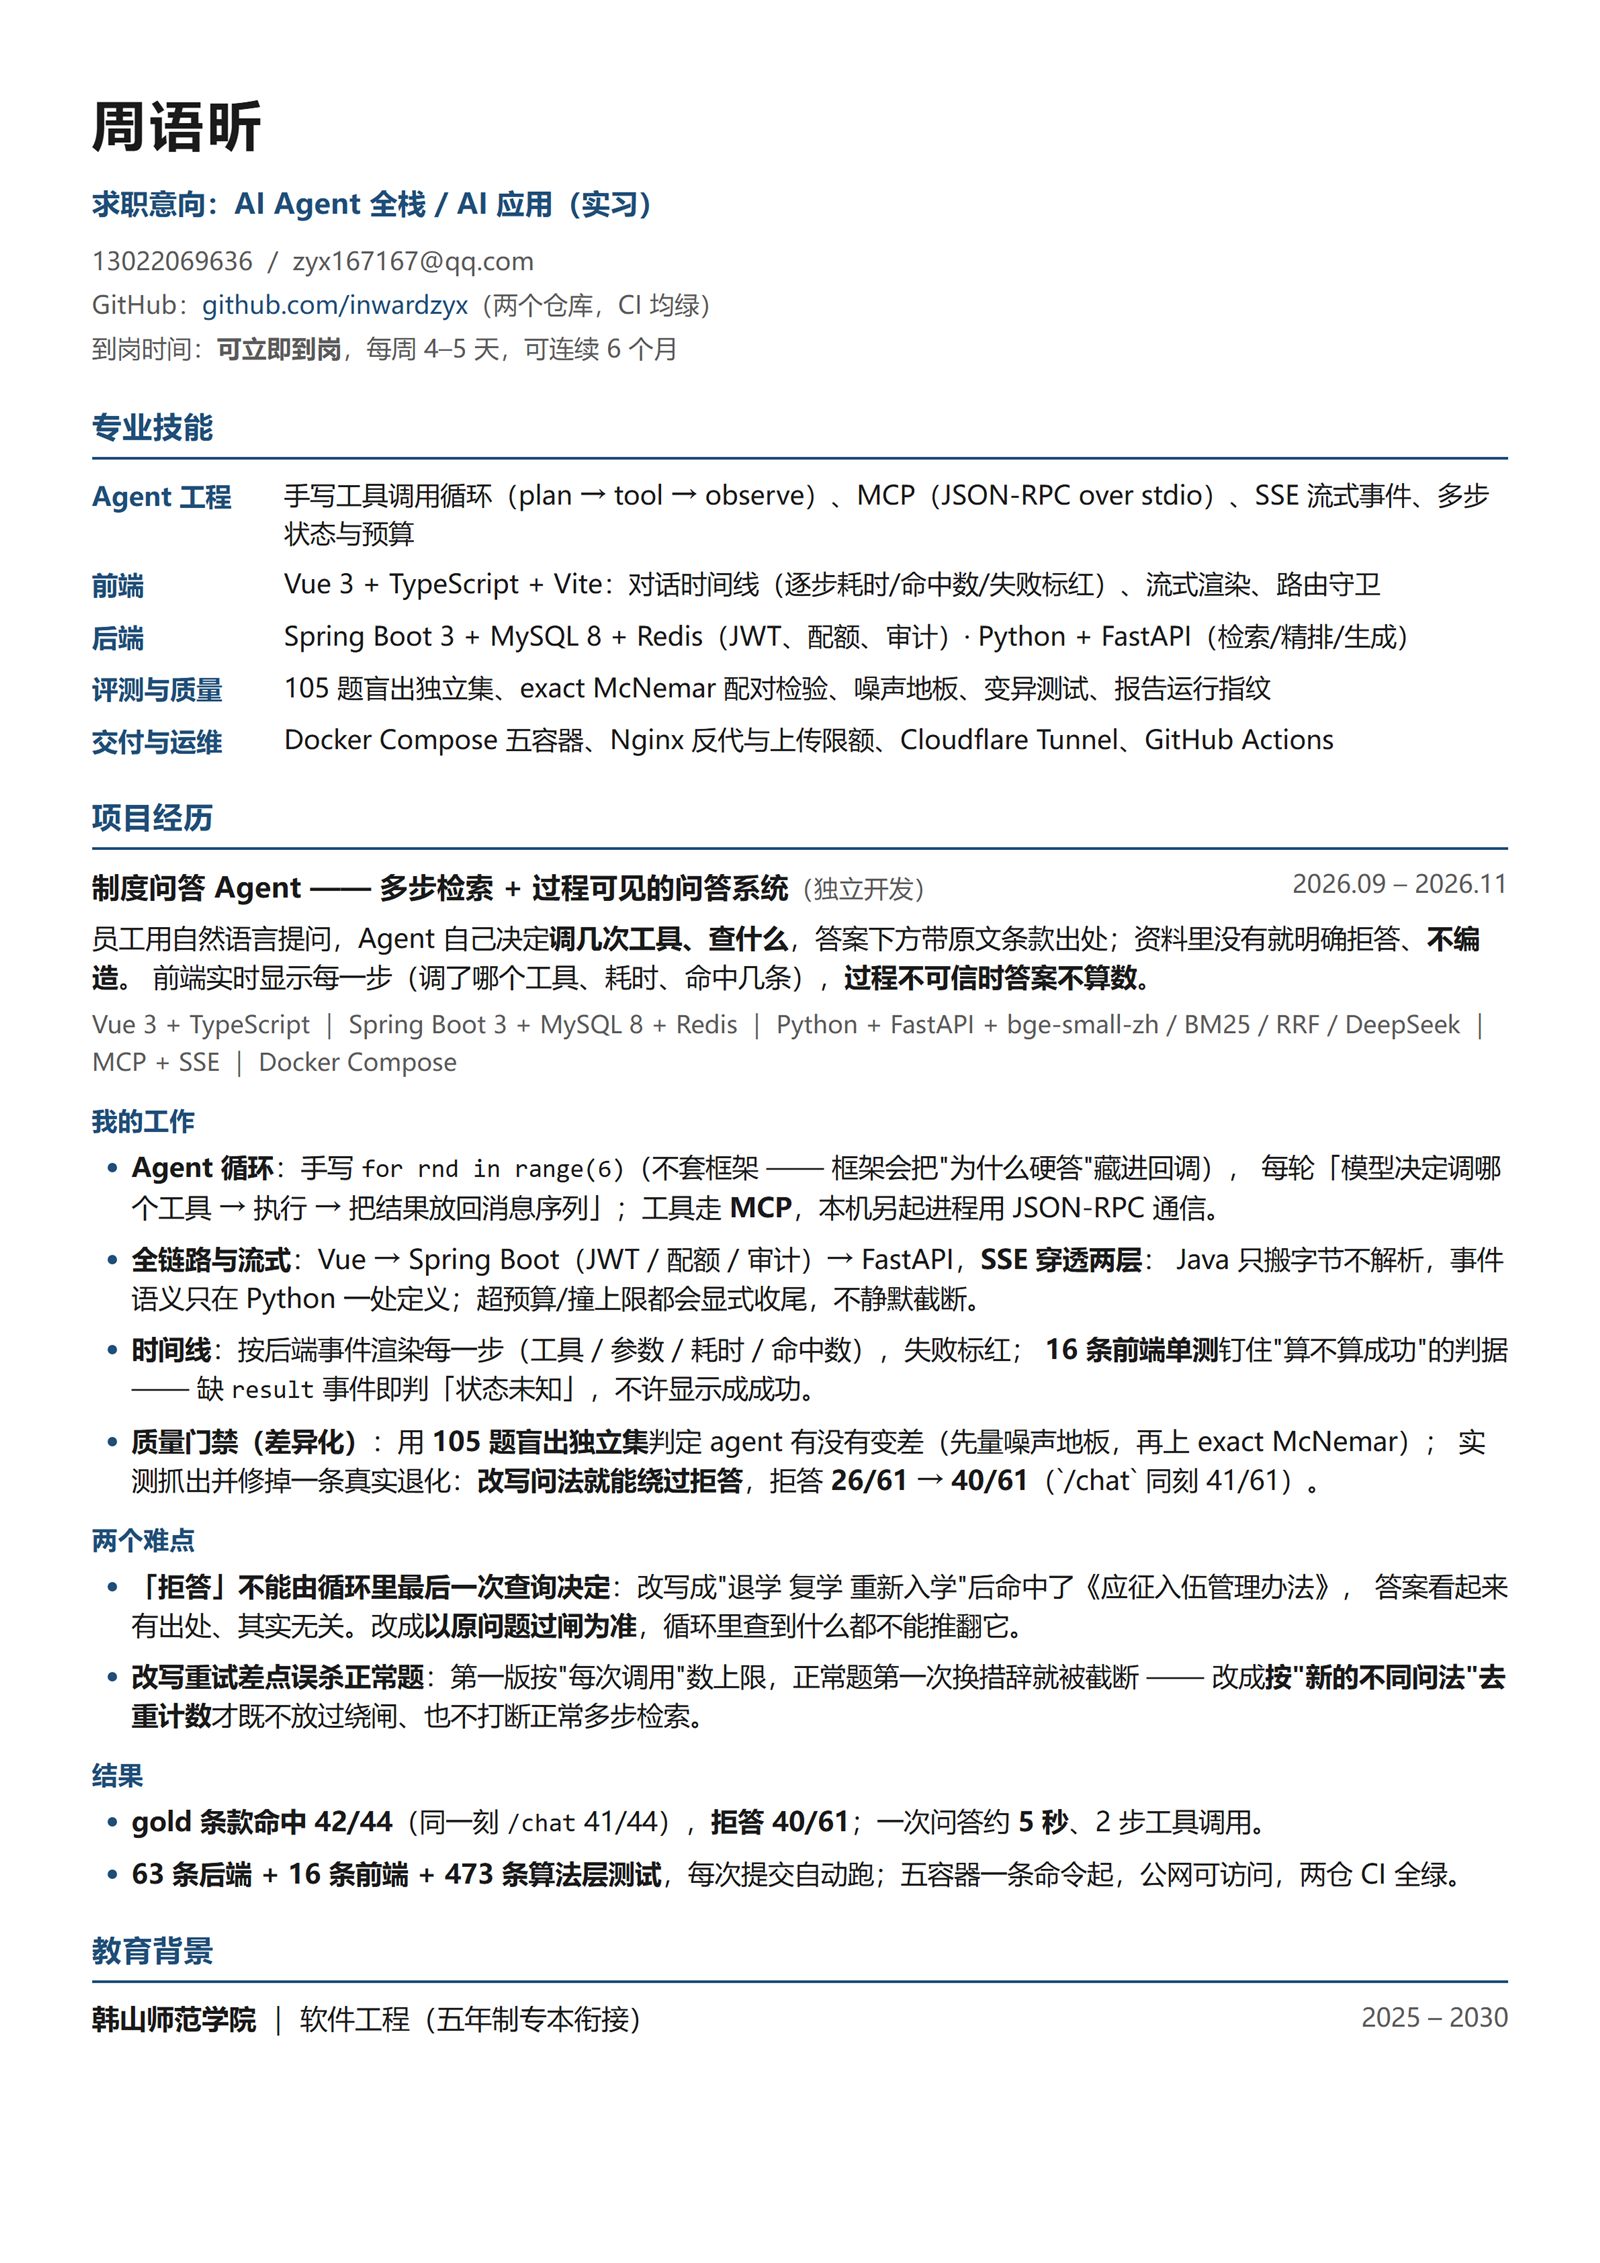 周语昕
求职意向：AI Agent 全栈 / AI 应用（实习）
13022069636 / zyx167167@qq.com
GitHub：github.com/inwardzyx（两个仓库，CI 均绿）
到岗时间：可立即到岗，每周 4–5 天，可连续 6 个月
专业技能
Agent 工程 手写工具调用循环（plan → tool → observe）、MCP（JSON-RPC over stdio）、SSE 流式事件、多步
状态与预算
前端 Vue 3 + TypeScript + Vite：对话时间线（逐步耗时/命中数/失败标红）、流式渲染、路由守卫
后端 Spring Boot 3 + MySQL 8 + Redis（JWT、配额、审计）· Python + FastAPI（检索/精排/生成）
评测与质量 105 题盲出独立集、exact McNemar 配对检验、噪声地板、变异测试、报告运行指纹
交付与运维 Docker Compose 五容器、Nginx 反代与上传限额、Cloudflare Tunnel、GitHub Actions
项目经历
制度问答 Agent —— 多步检索 + 过程可见的问答系统（独立开发） 2026.09 – 2026.11
员工用自然语言提问，Agent 自己决定调几次工具、查什么，答案下方带原文条款出处；资料里没有就明确拒答、不编
造。 前端实时显示每一步（调了哪个工具、耗时、命中几条），过程不可信时答案不算数。
Vue 3 + TypeScript | Spring Boot 3 + MySQL 8 + Redis | Python + FastAPI + bge-small-zh / BM25 / RRF / DeepSeek |
MCP + SSE | Docker Compose
我的工作
• Agent 循环：手写 for rnd in range(6)（不套框架 —— 框架会把"为什么硬答"藏进回调）， 每轮「模型决定调哪
个工具 → 执行 → 把结果放回消息序列」；工具走 MCP，本机另起进程用 JSON-RPC 通信。
• 全链路与流式：Vue → Spring Boot（JWT / 配额 / 审计）→ FastAPI，SSE 穿透两层： Java 只搬字节不解析，事件
语义只在 Python 一处定义；超预算/撞上限都会显式收尾，不静默截断。
• 时间线：按后端事件渲染每一步（工具 / 参数 / 耗时 / 命中数），失败标红； 16 条前端单测钉住"算不算成功"的判据
—— 缺 result 事件即判「状态未知」，不许显示成成功。
• 质量门禁（差异化）：用 105 题盲出独立集判定 agent 有没有变差（先量噪声地板，再上 exact McNemar）； 实
测抓出并修掉一条真实退化：改写问法就能绕过拒答，拒答 26/61 → 40/61（`/chat` 同刻 41/61）。
两个难点
• 「拒答」不能由循环里最后一次查询决定：改写成"退学 复学 重新入学"后命中了《应征入伍管理办法》， 答案看起来
有出处、其实无关。改成以原问题过闸为准，循环里查到什么都不能推翻它。
• 改写重试差点误杀正常题：第一版按"每次调用"数上限，正常题第一次换措辞就被截断 —— 改成按"新的不同问法"去
重计数才既不放过绕闸、也不打断正常多步检索。
结果
• gold 条款命中 42/44（同一刻 /chat 41/44），拒答 40/61；一次问答约 5 秒、2 步工具调用。
• 63 条后端 + 16 条前端 + 473 条算法层测试，每次提交自动跑；五容器一条命令起，公网可访问，两仓 CI 全绿。
教育背景
韩山师范学院 | 软件工程（五年制专本衔接） 2025 – 2030